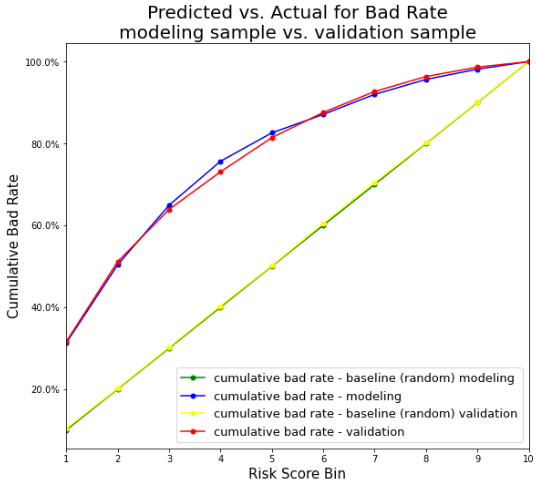 Predicted vs. Actual for Bad Rate
modeling sample vs. validation sample
100.0%
80.0%
60.0%
40.0%
20.0%
Cumulative Bad Rate
cumulative bad rate - baseline (random) modeling
cumulative bad rate - modeling
cumulative bad rate - baseline (random) validation
cumulative bad rate - validation
1 2 3 4 5 6 7 8 9 10
Risk Score Bin